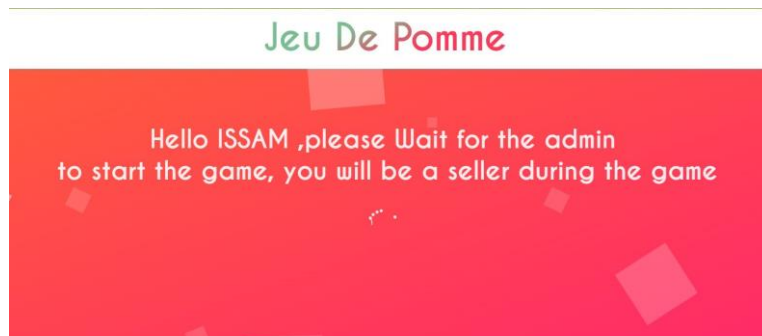 Jeu De Pomme
Hello ISSAM ,please Wait for the admin
to start the game, you will be a seller during the game